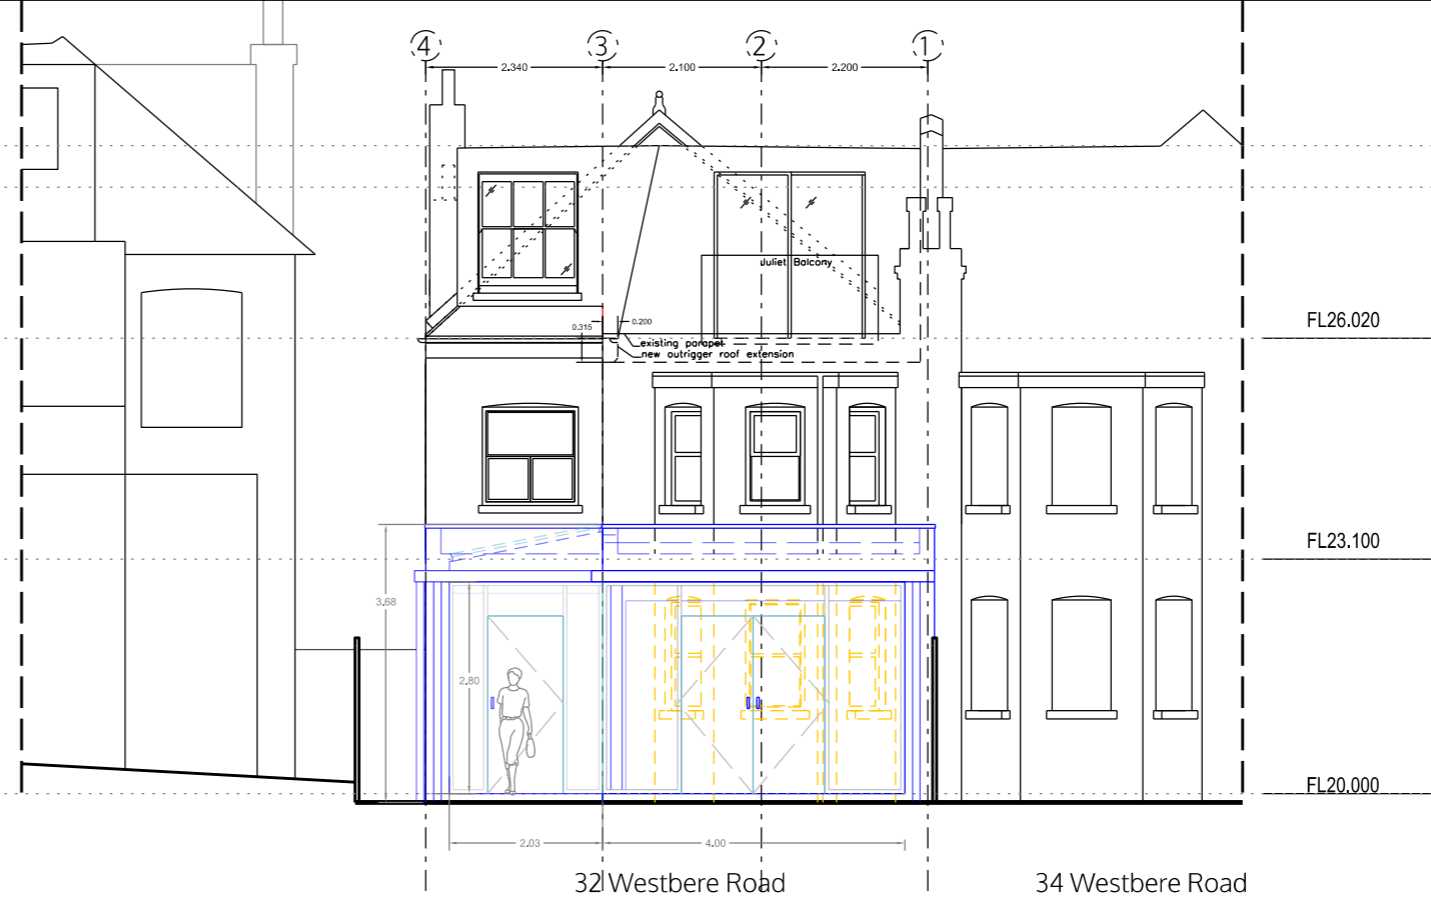 4 3 2 1
2.340 2.100 2.200
Juliet Balcony
0.315 0.200
existing parapet
new outrigger roof extension
FL26.020
FL23.100
3.68
2.80
FL20.000
2.03 4.00
32 Westbere Road 34 Westbere Road